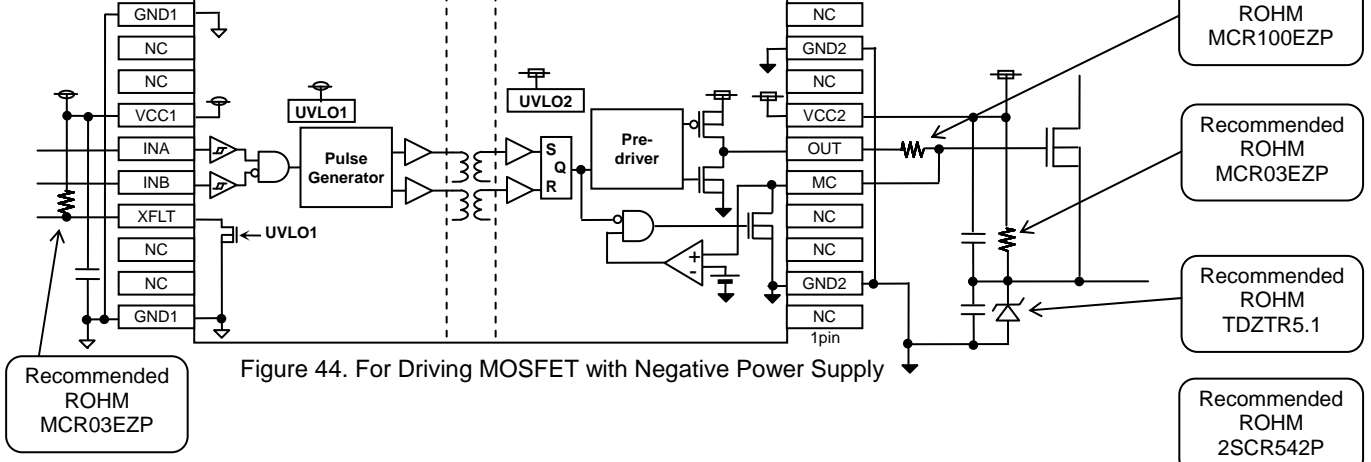 GND1
NC
NC
VCC1
INA
INB
XFLT
NC
NC
GND1
UVLO1
Pulse
Generator
UVLO1
UVLO2
S
Q
R
Pre-
driver
+
-
NC
GND2
NC
VCC2
OUT
MC
NC
NC
GND2
NC
1pin
ROHM
MCR100EZP
Recommended
ROHM
MCR03EZP
Recommended
ROHM
TDZTR5.1
Recommended
ROHM
2SCR542P
Recommended
ROHM
MCR03EZP
Figure 44. For Driving MOSFET with Negative Power Supply